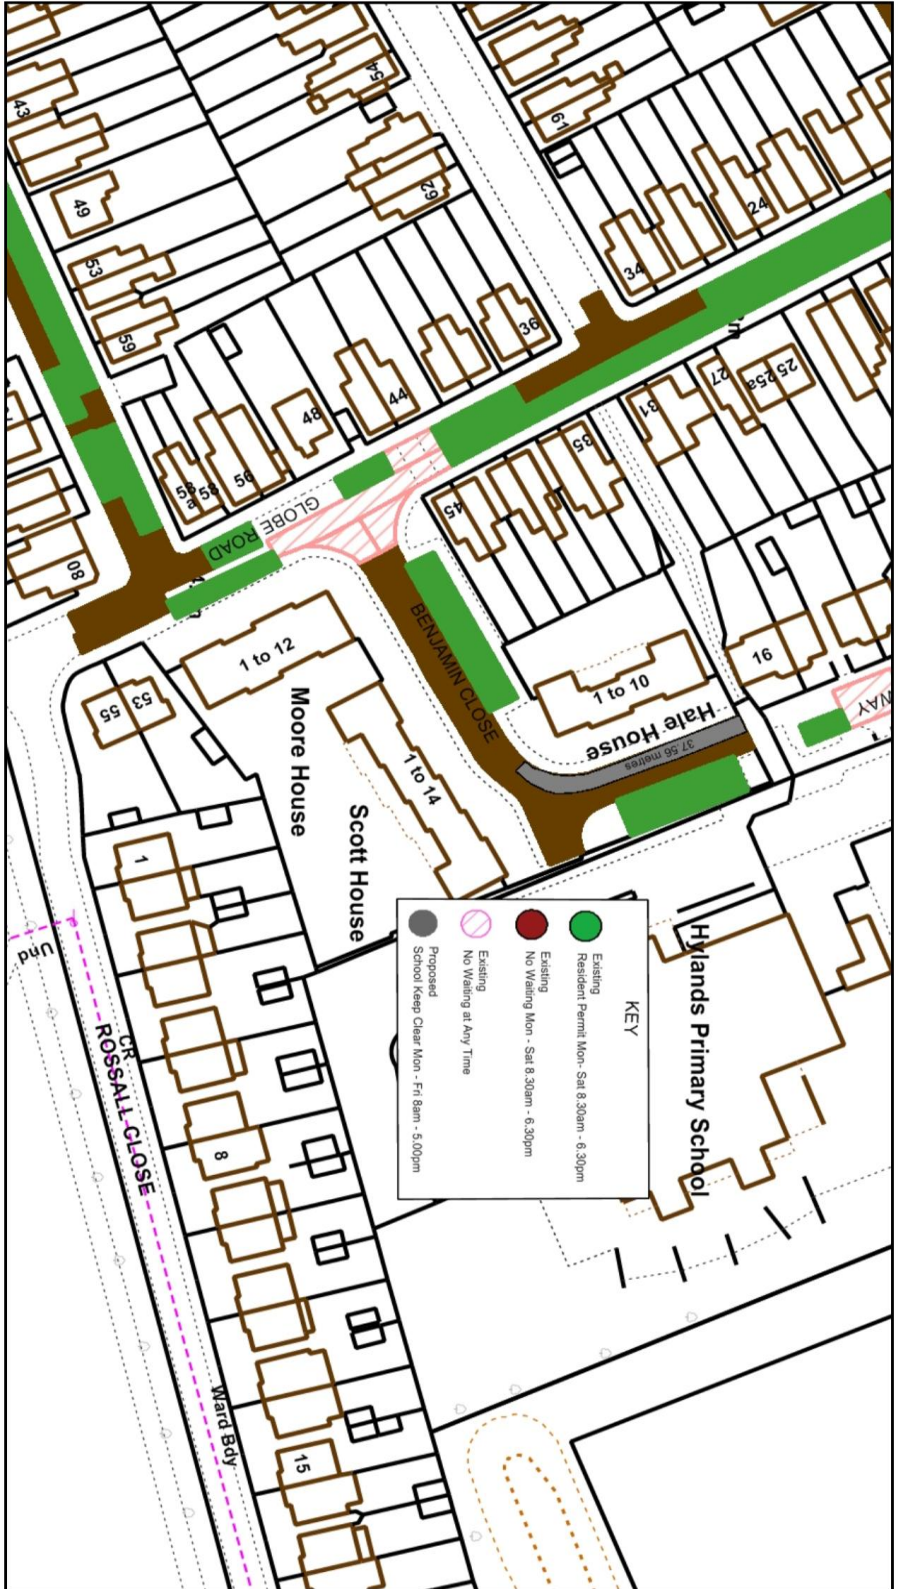 54
61
43
62
49
24
34
53
59
36
25 25a
27
31
44
48
35
56
58
58a
45
GLOBE
ROAD
80
BENJAMIN CLOSE
1 to 12
1 to 10
16
WAY
Hale House
37.56 metres
53
55
Moore House
1 to 14
Scott House
1
Und
CR
ROSSALL CLOSE
8
Ward Bdy
15
Hylands Primary School
KEY
Existing
Resident Permit Mon- Sat 8.30am - 6.30pm
Existing
No Waiting Mon - Sat 8.30am - 6.30pm
Existing
No Waiting at Any Time
Proposed
School Keep Clear Mon - Fri 8am - 5.00pm